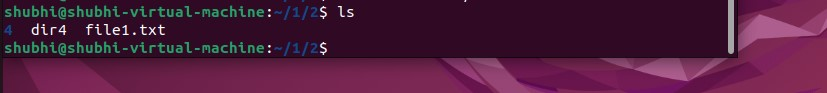 shubhi@shubhi-virtual-machine:~/1/2$ ls
4  dir4  file1.txt
shubhi@shubhi-virtual-machine:~/1/2$